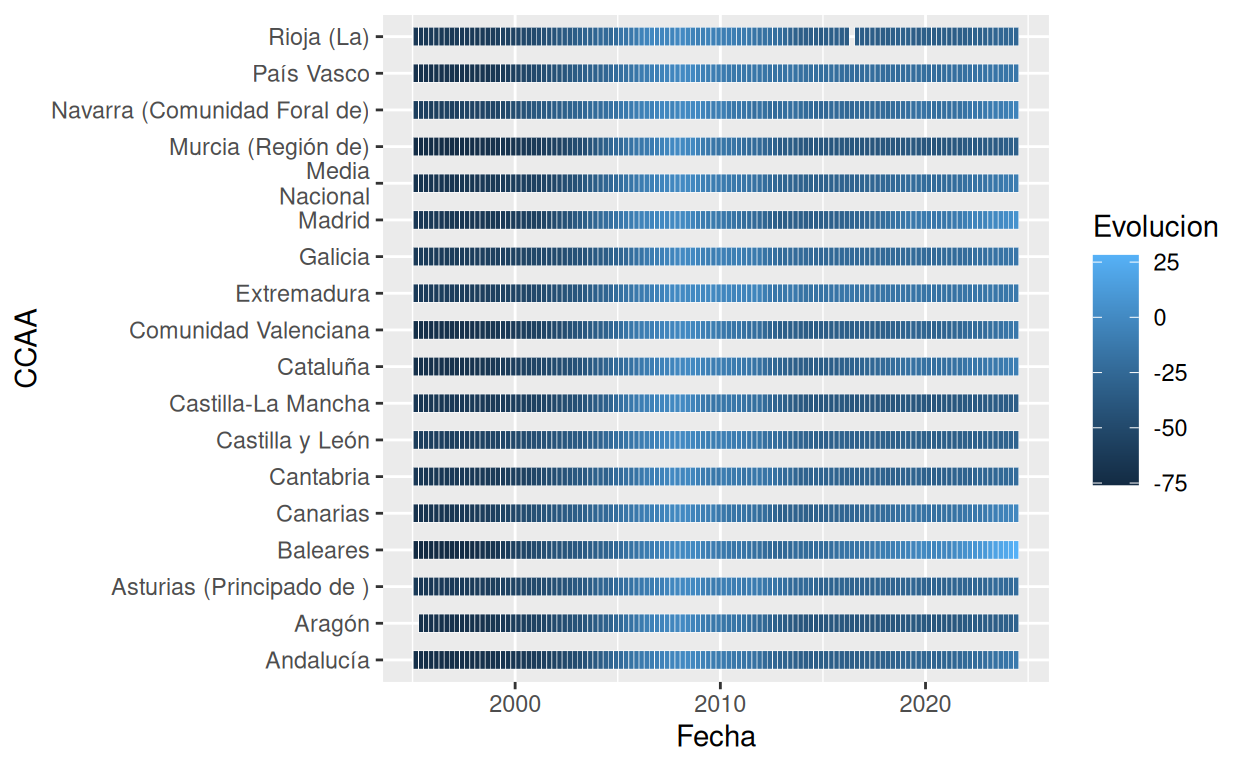 Rioja (La)
País Vasco
Navarra (Comunidad Foral de)
Murcia (Región de)
Media
Nacional
Madrid
Galicia
Extremadura
Comunidad Valenciana
Cataluña
Castilla-La Mancha
Castilla y León
Cantabria
Canarias
Baleares
Asturias (Principado de )
Aragón
Andalucía
CCAA
2000 2010 2020
Fecha
Evolucion
25
0
-25
-50
-75